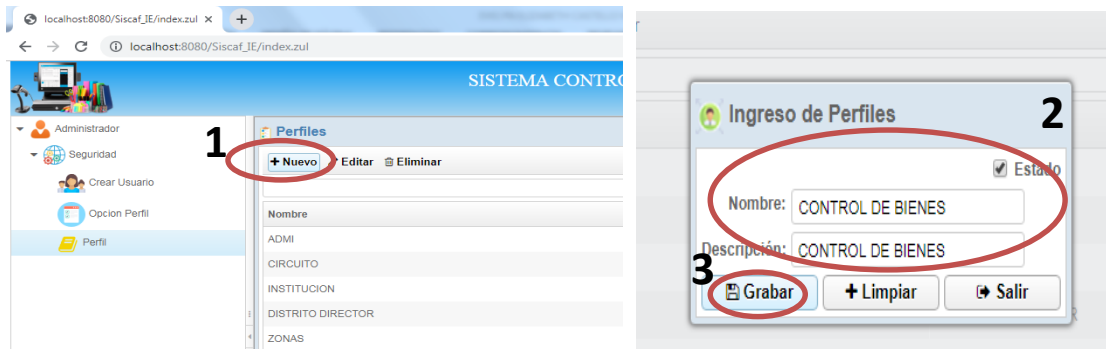 localhost:8080/Siscaf_IE/index.zul
localhost:8080/Siscaf_IE/index.zul
SISTEMA CONTRO
Administrador
Seguridad
Crear Usuario
Opcion Perfil
Perfil
1
Perfiles
Nuevo Editar Eliminar
Nombre
ADMI
CIRCUITO
INSTITUCION
DISTRITO DIRECTOR
ZONAS
r
Ingreso de Perfiles
2
Estado
Nombre: CONTROL DE BIENES
Descripción: CONTROL DE BIENES
3
Grabar Limpiar Salir
R